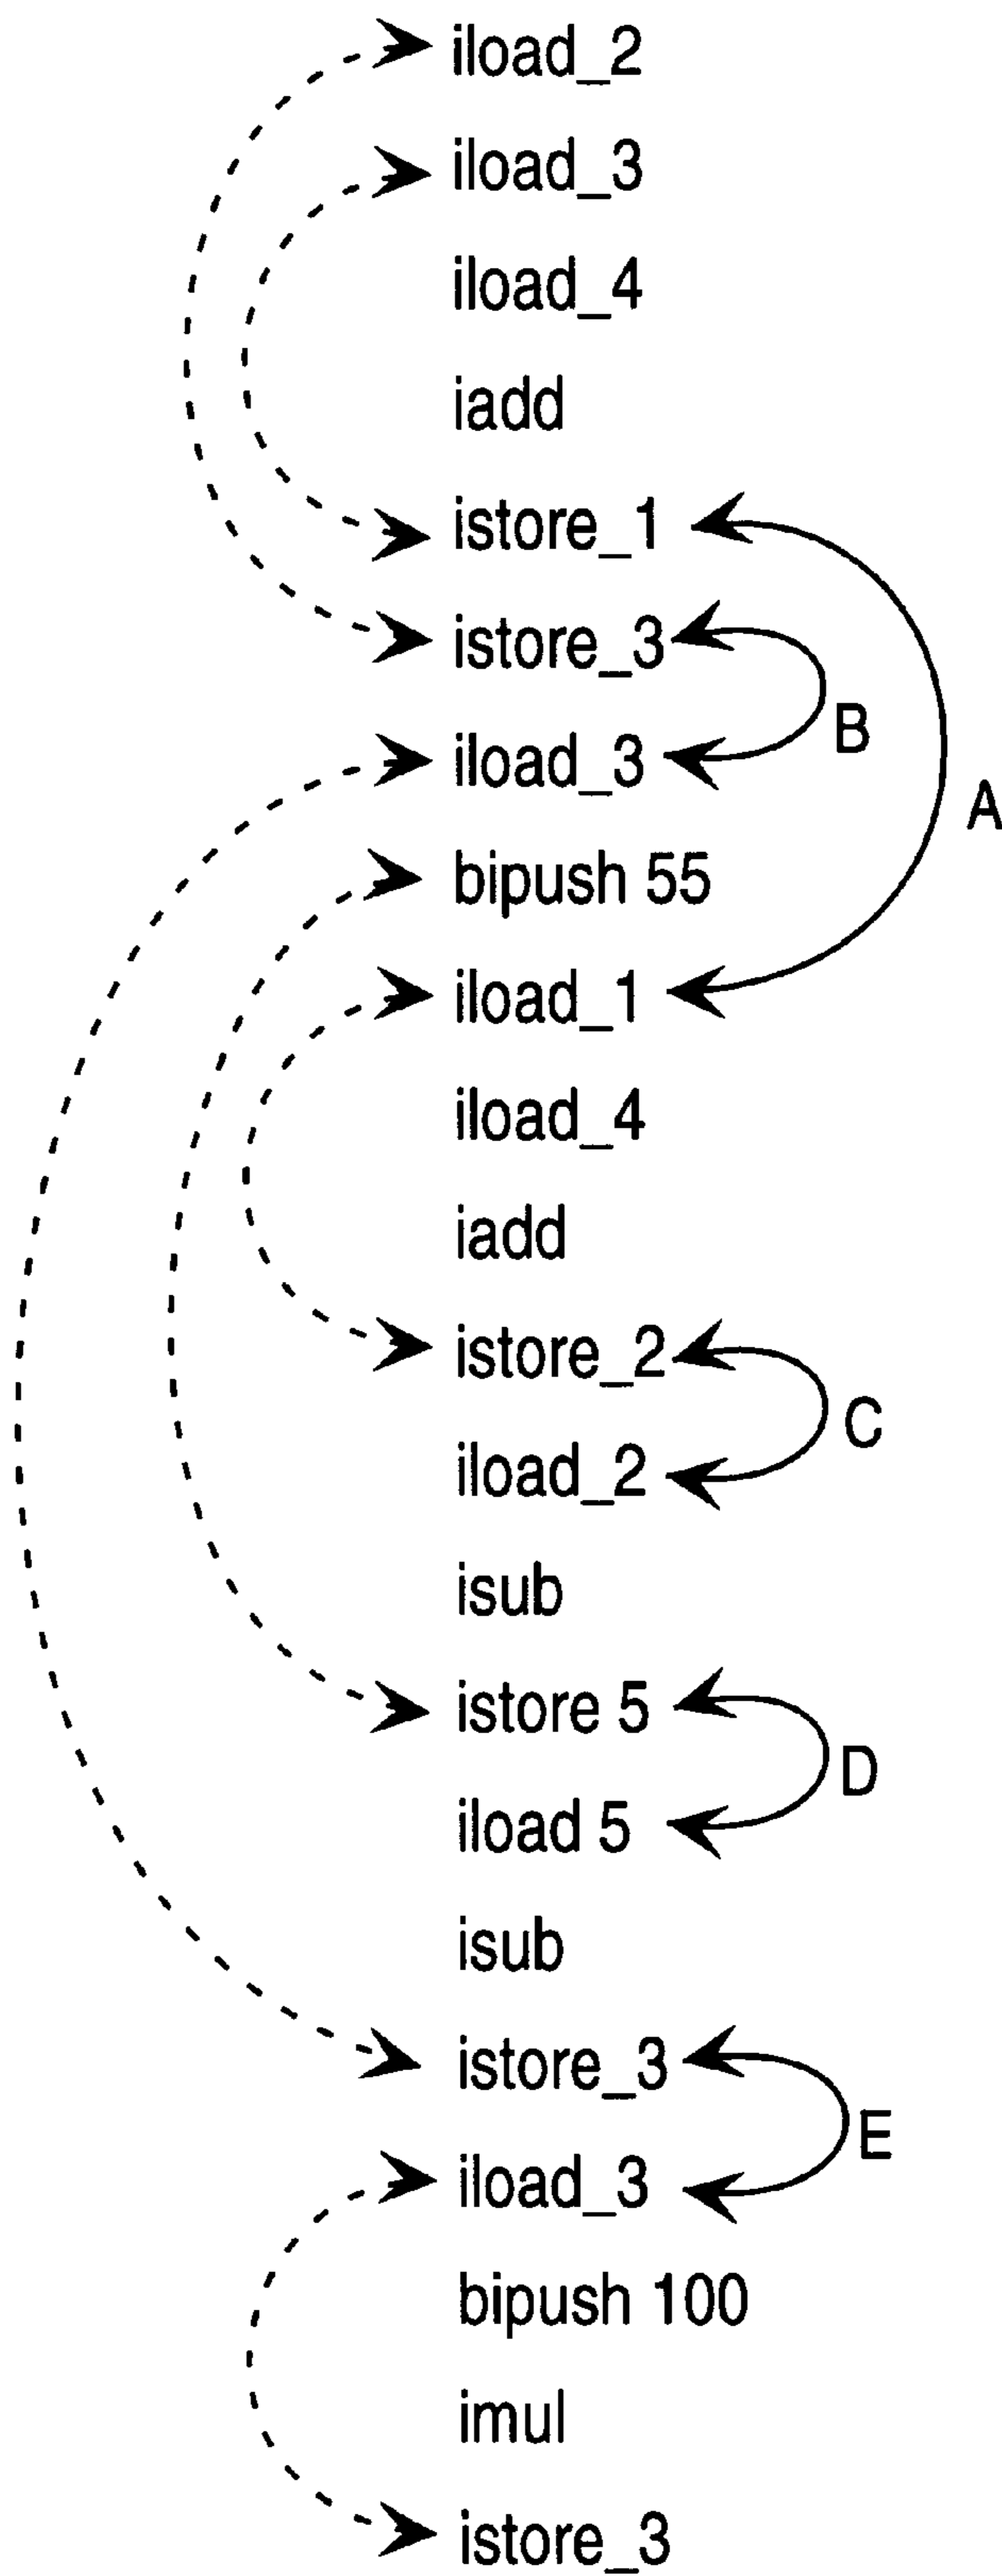 iload_2
iload_3
iload_4
iadd
istore_1
istore_3
B
iload_3
A
bipush 55
iload_1
iload_4
iadd
istore_2
C
iload_2
isub
istore 5
D
iload 5
isub
istore_3
E
iload_3
bipush 100
imul
istore_3